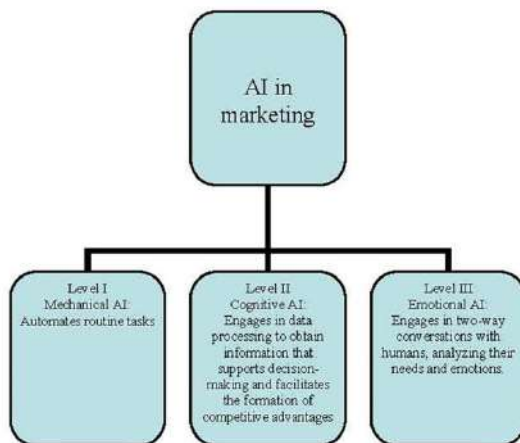 AI in
marketing
Level I
Mechanical AI:
Automates routine tasks
Level II
Cognitive AI:
Engages in data
processing to obtain
information that
supports decision-
making and facilitates
the formation of
competitive advantages
Level III
Emotional AI:
Engages in two-way
conversations with
humans, analyzing their
needs and emotions.